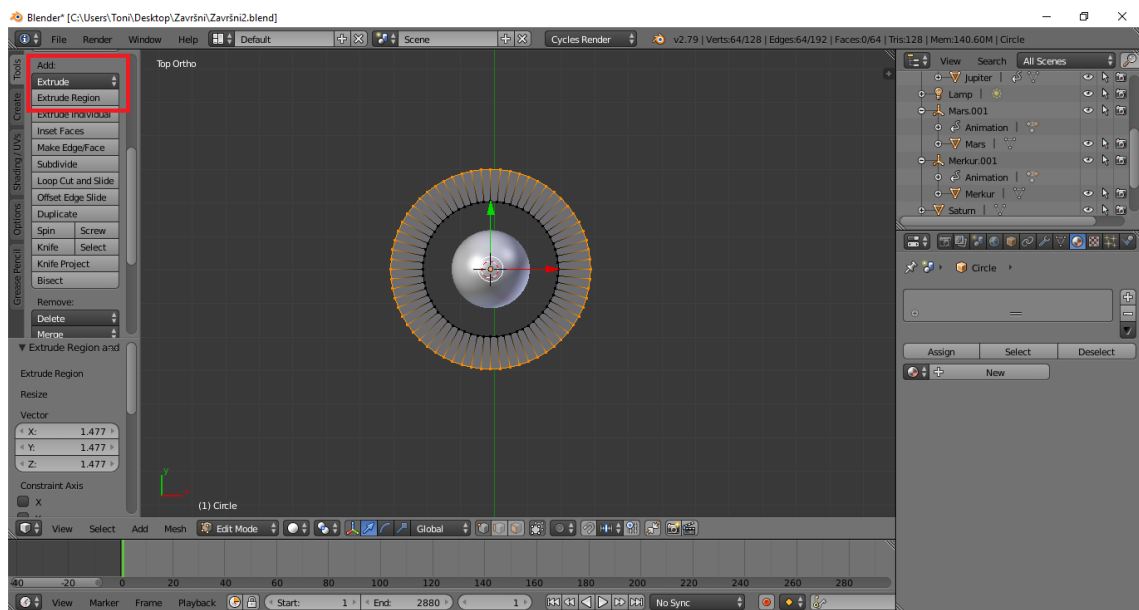 Blender* [C:\Users\Toni\Desktop\Završni\Završni2.blend]
File Render Window Help Default Scene Cycles Render v2.79 | Verts:64/128 | Edges:64/192 | Faces:0/64 | Tris:128 | Mem:140.60M | Circle
Tools
Create
Shading / UVs
Options
Grease Pencil
Add:
Extrude
Extrude Region
Extrude Individual
Inset Faces
Make Edge/Face
Subdivide
Loop Cut and Slide
Offset Edge Slide
Duplicate
Spin Screw
Knife Select
Knife Project
Bisect
Remove:
Delete
Merge
Extrude Region and
Extrude Region
Resize
Vector
X: 1.477
Y: 1.477
Z: 1.477
Constraint Axis
X
Top Ortho
y
(1) Circle
View Select Add Mesh Edit Mode Global
-40 -20 0 20 40 60 80 100 120 140 160 180 200 220 240 260 280
View Marker Frame Playback Start: 1 End: 2880 1 No Sync
View Search All Scenes
Jupiter
Lamp
Mars.001
Animation
Mars
Merkur.001
Animation
Merkur
Saturn
Circle
Assign Select Deselect
New